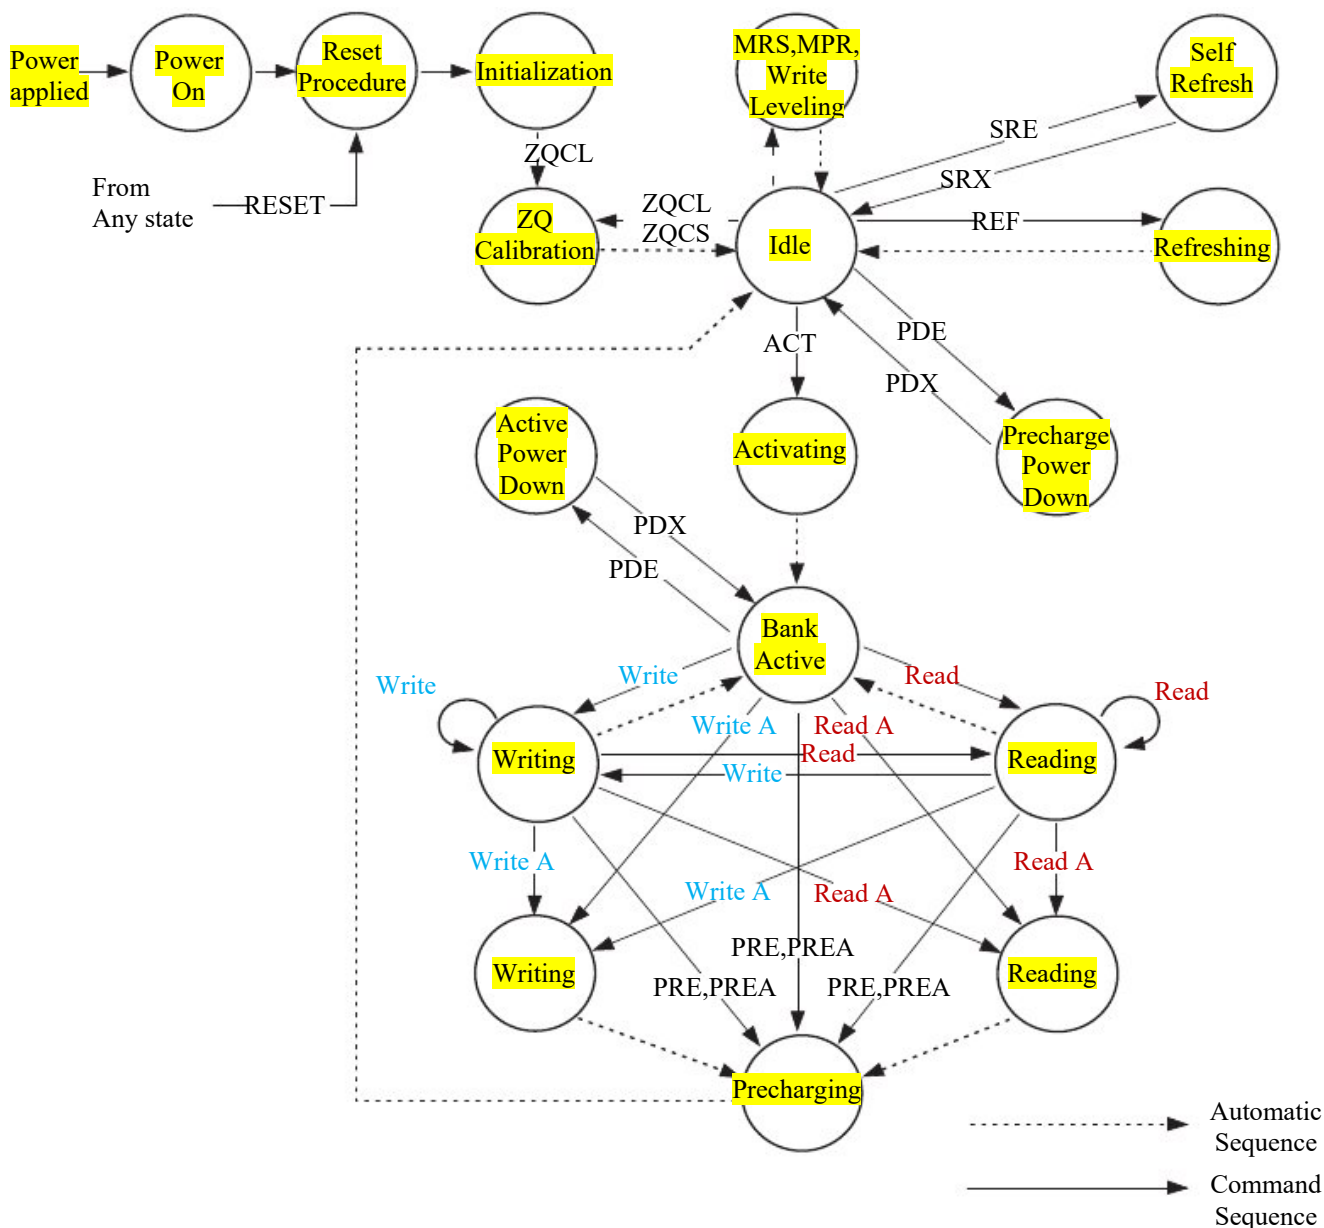 Power
applied
Power
On
Reset
Procedure
Initialization
MRS,MPR,
Write
Leveling
Self
Refresh
From
Any state
RESET
ZQCL
ZQ
Calibration
ZQCL
ZQCS
Idle
SRE
SRX
REF
Refreshing
ACT
PDE
PDX
Active
Power
Down
Activating
Precharge
Power
Down
PDX
PDE
Bank
Active
Write
Write
Read
Read
Writing
Write A
Read A
Read
Write
Reading
Write A
Write A
Read A
Read A
Writing
PRE,PREA
PRE,PREA
PRE,PREA
Reading
Precharging
Automatic
Sequence
Command
Sequence